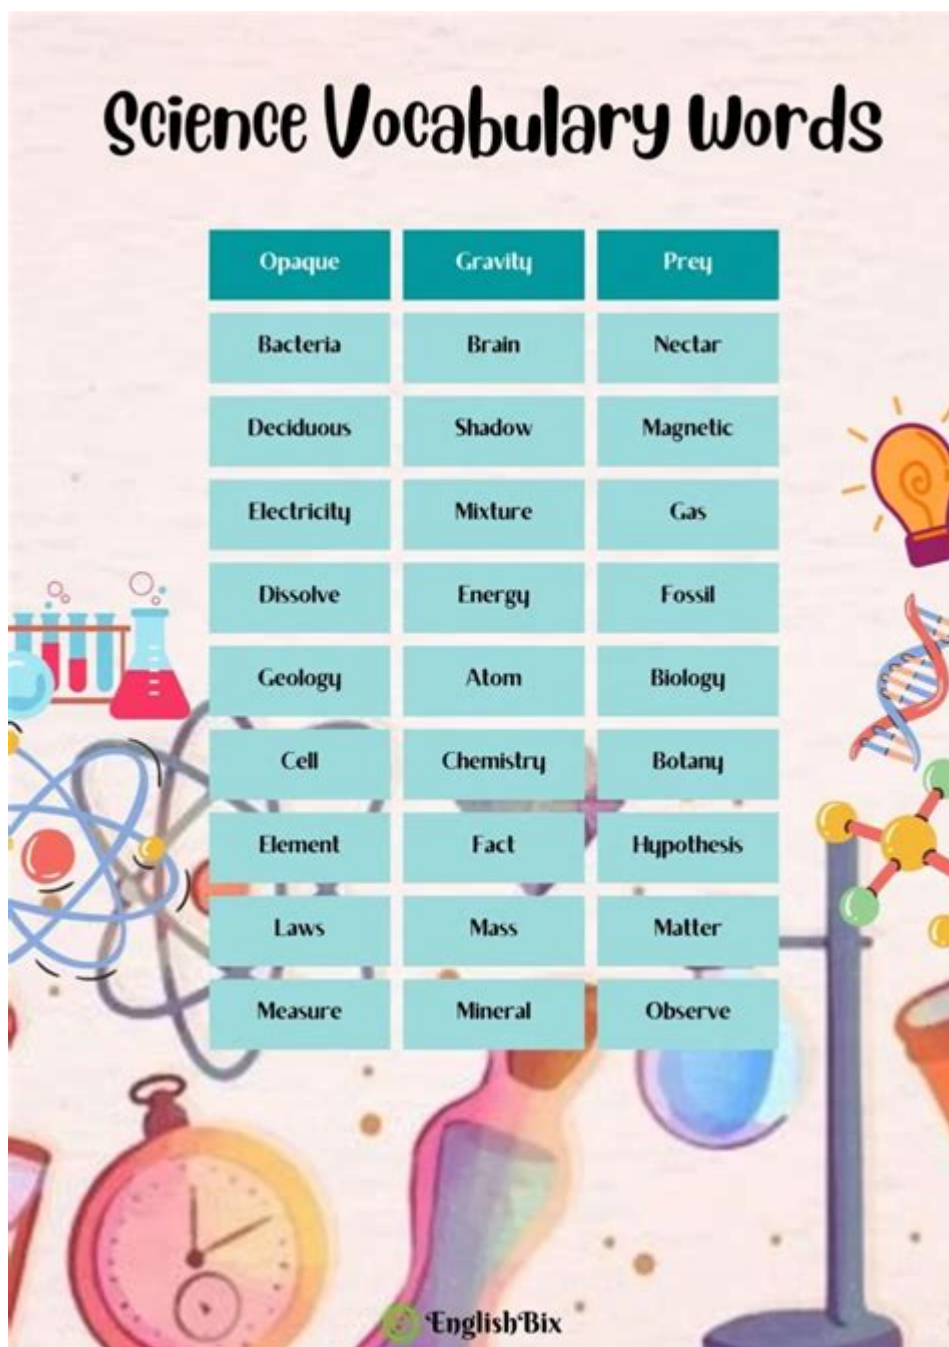 Science Vocabulary Words
Opaque Gravity Prey
Bacteria Brain Nectar
Deciduous Shadow Magnetic
Electricity Mixture Gas
Dissolve Energy Fossil
Geology Atom Biology
Cell Chemistry Botany
Element Fact Hypothesis
Laws Mass Matter
Measure Mineral Observe
EnglishBix